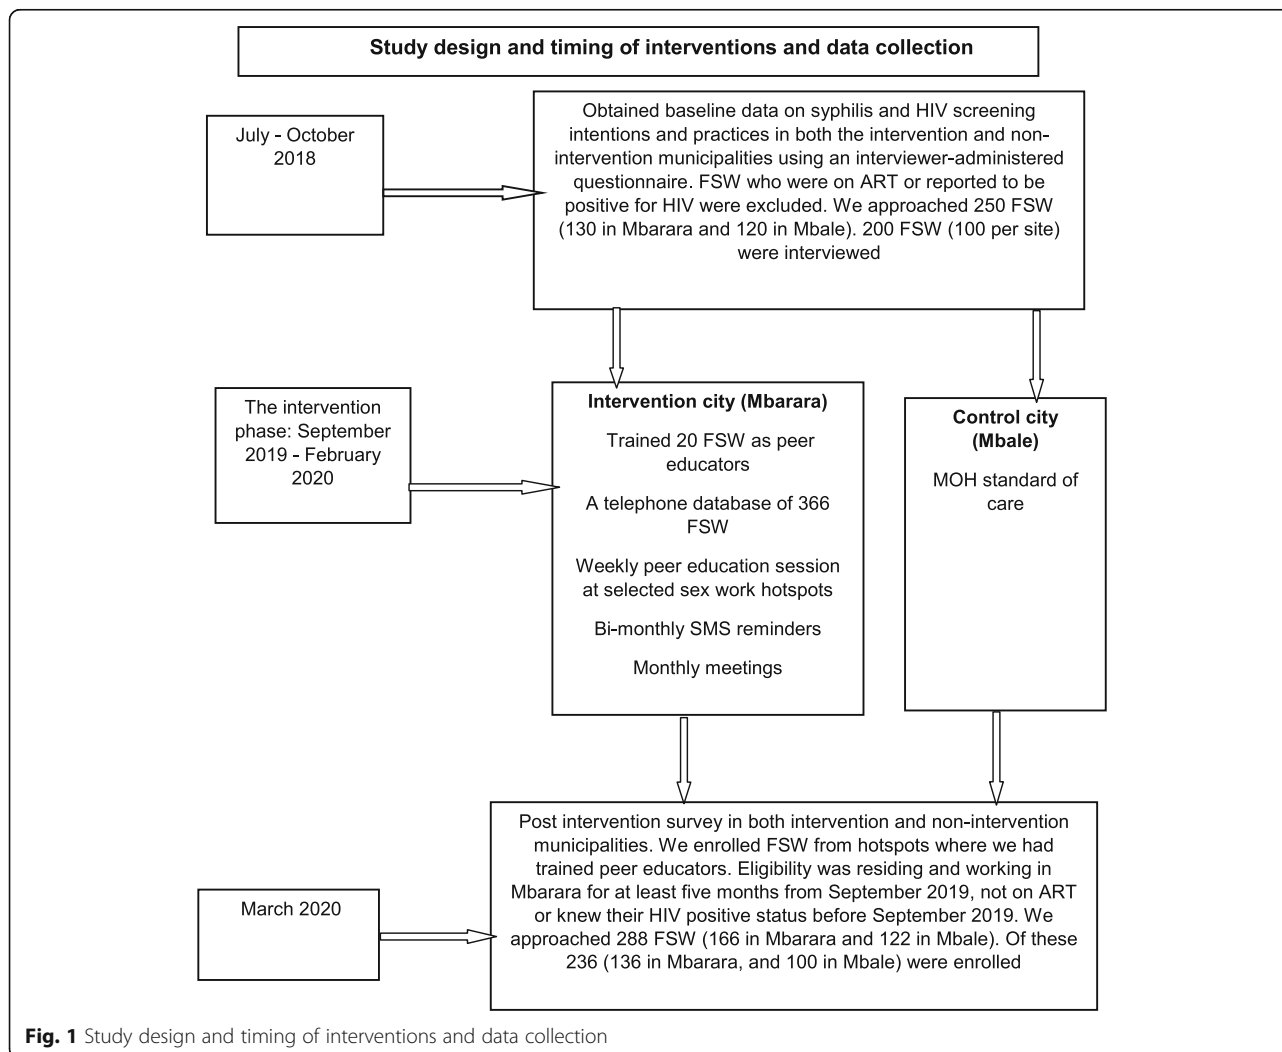 Study design and timing of interventions and data collection
July - October
2018
Obtained baseline data on syphilis and HIV screening
intentions and practices in both the intervention and non-
intervention municipalities using an interviewer-administered
questionnaire. FSW who were on ART or reported to be
positive for HIV were excluded. We approached 250 FSW
(130 in Mbarara and 120 in Mbale). 200 FSW (100 per site)
were interviewed
The intervention
phase: September
2019 - February
2020
Intervention city (Mbarara)
Trained 20 FSW as peer
educators
A telephone database of 366
FSW
Weekly peer education session
at selected sex work hotspots
Bi-monthly SMS reminders
Monthly meetings
Control city
(Mbale)
MOH standard of
care
March 2020
Post intervention survey in both intervention and non-intervention
municipalities. We enrolled FSW from hotspots where we had
trained peer educators. Eligibility was residing and working in
Mbarara for at least five months from September 2019, not on ART
or knew their HIV positive status before September 2019. We
approached 288 FSW (166 in Mbarara and 122 in Mbale). Of these
236 (136 in Mbarara, and 100 in Mbale) were enrolled
Fig. 1 Study design and timing of interventions and data collection